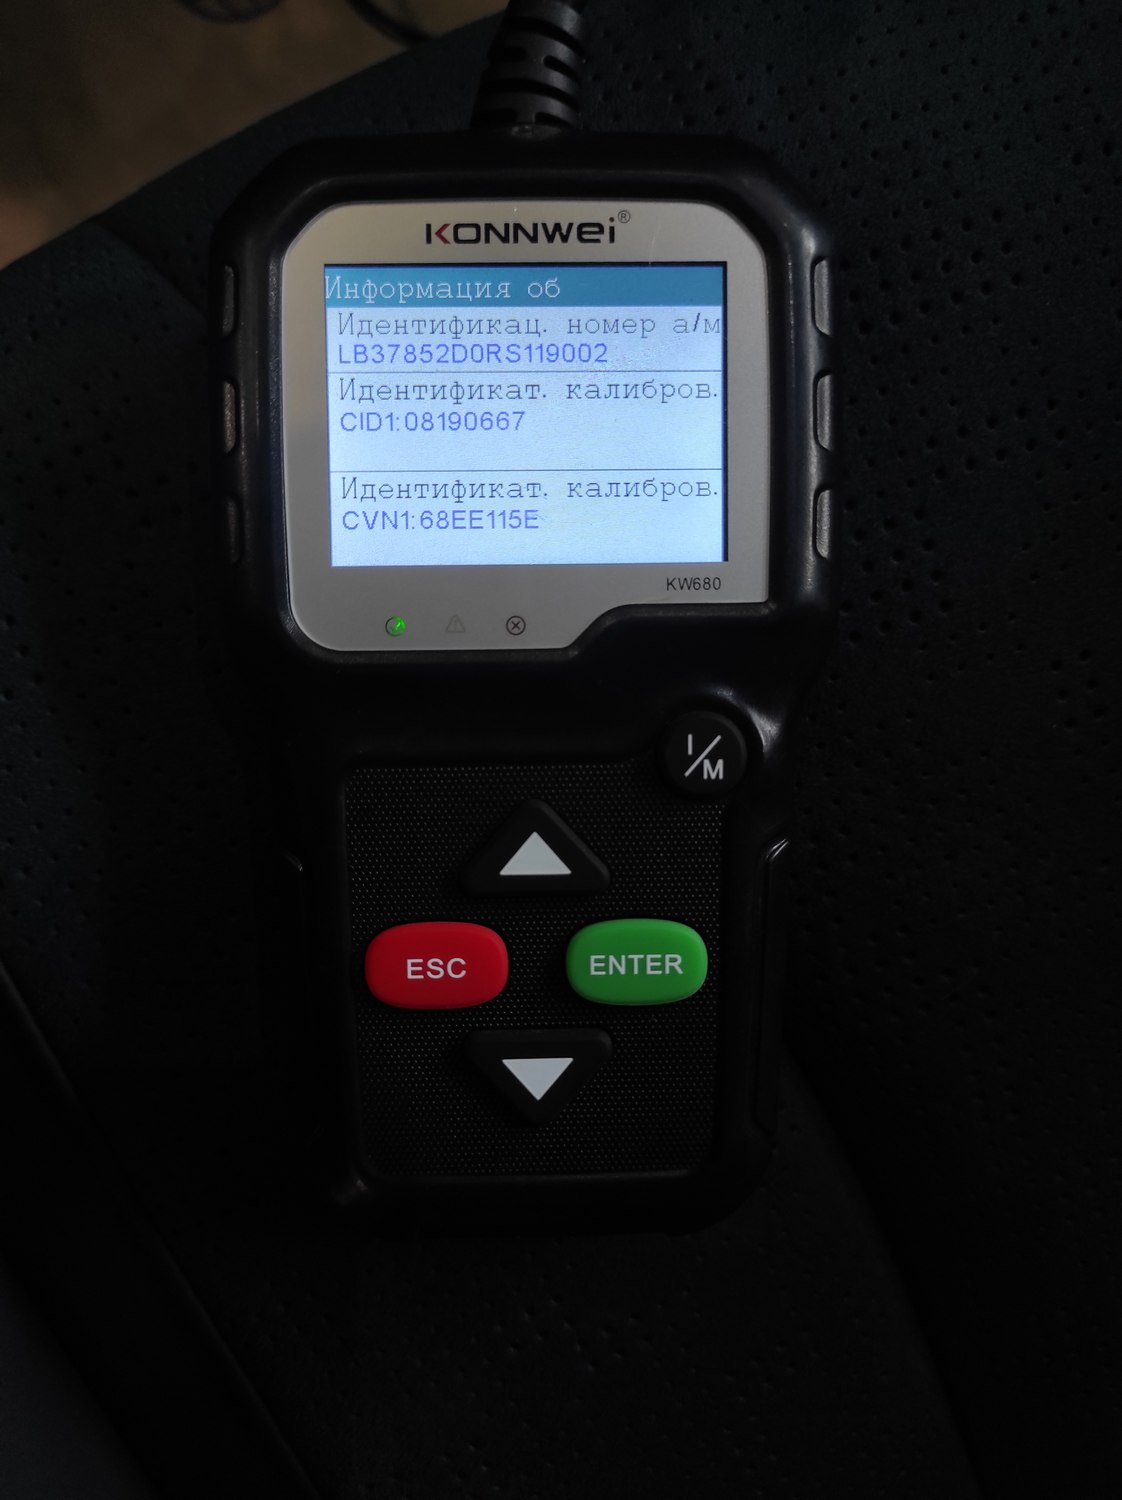 KONNWEI®
Информация об
Идентификац. номер а/м
LB37852D0RS119002
Идентификат. калибров.
CID1:08190667
Идентификат. калибров.
CVN1:68EE115E
KW680
I/M
ESC
ENTER